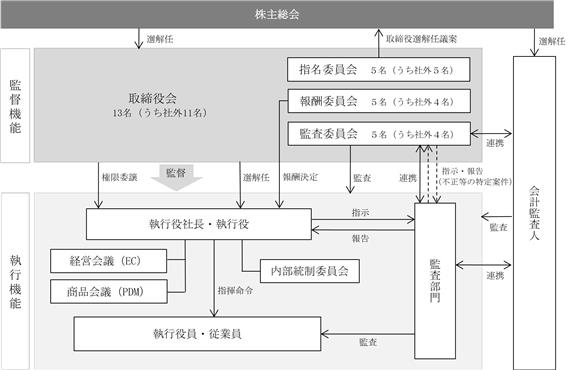 株主総会
選解任
取締役選解任議案
選解任
監督機能
取締役会
13名（うち社外11名）
指名委員会 5名（うち社外5名）
報酬委員会 5名（うち社外4名）
監査委員会 5名（うち社外4名）
連携
権限委譲
監督
選解任
報酬決定
監査
連携
指示・報告
（不正等の特定案件）
会計監査人
執行機能
執行役社長・執行役
指示
報告
監査
経営会議（EC）
商品会議（PDM）
内部統制委員会
指揮命令
監査部門
連携
執行役員・従業員
監査